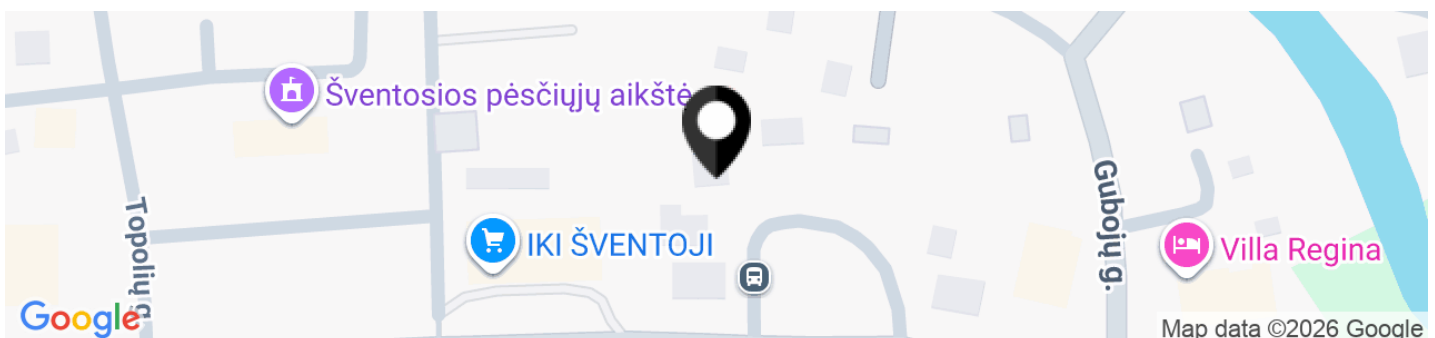 Šventosios pėsčiųjų aikštė
Topolių g.
Gubojų g.
IKI ŠVENTOJI
Villa Regina
Google
Map data ©2026 Google